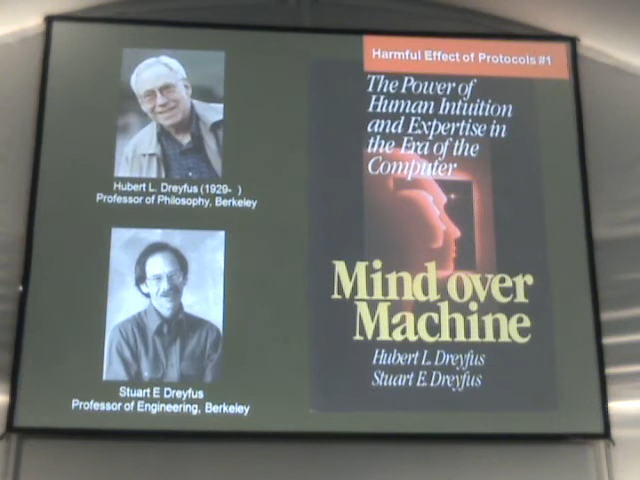 Harmful Effect of Protocols #1
The Power of
Human Intuition
and Expertise in
the Era of the
Computer
Mind over
Machine
Hubert L. Dreyfus
Stuart E. Dreyfus
Hubert L. Dreyfus (1929- )
Professor of Philosophy, Berkeley
Stuart E Dreyfus
Professor of Engineering, Berkeley